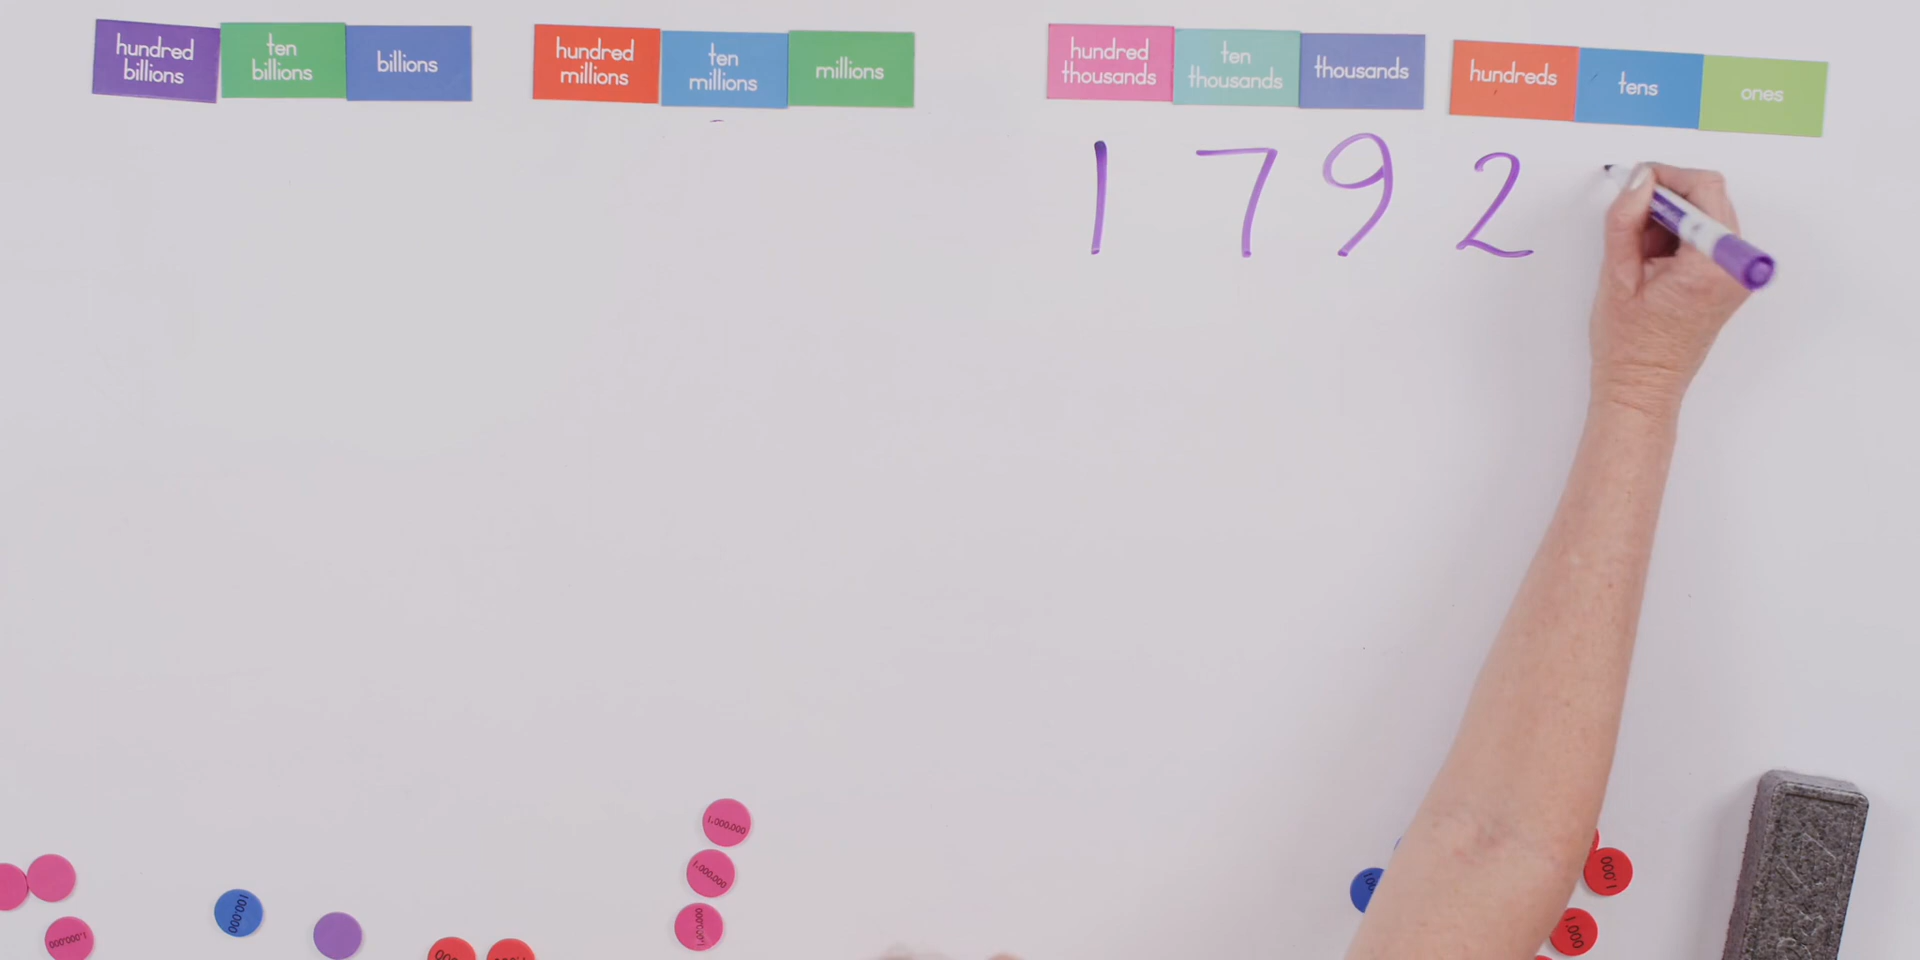 hundred billions
ten billions
billions
hundred millions
ten millions
millions
hundred thousands
ten thousands
thousands
hundreds
tens
ones
1 7 9 2
1,000,000
1,000,000
1,000,000
1,000,000
100,000
1,000
1,000